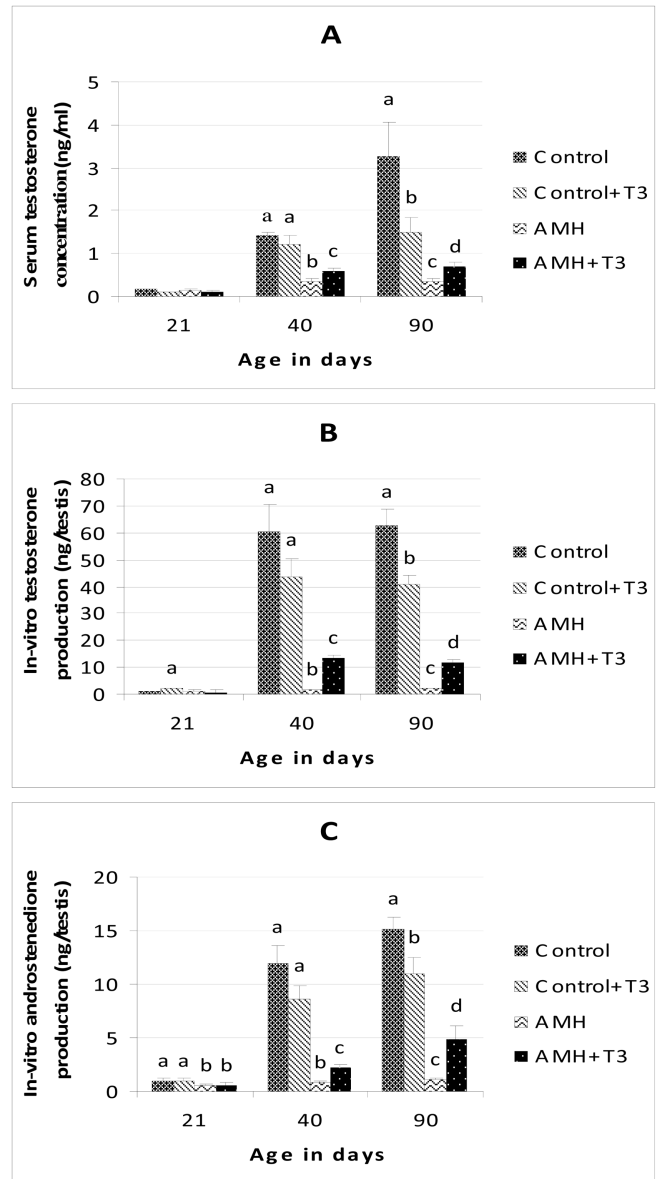 A
Serum testosterone
concentration(ng/ml)
5
4
3
2
1
0
a a b c
a b c d
21 40 90
Age in days
Control
Control+T3
AMH
AMH+T3
B
In-vitro testosterone
production (ng/testis)
80
70
60
50
40
30
20
10
0
a
a a b c
a b c d
21 40 90
Age in days
Control
Control+T3
AMH
AMH+T3
C
In-vitro androstenedione
production (ng/testis)
20
15
10
5
0
a a b b
a a b c
a b c d
21 40 90
Age in days
Control
Control+T3
AMH
AMH+T3